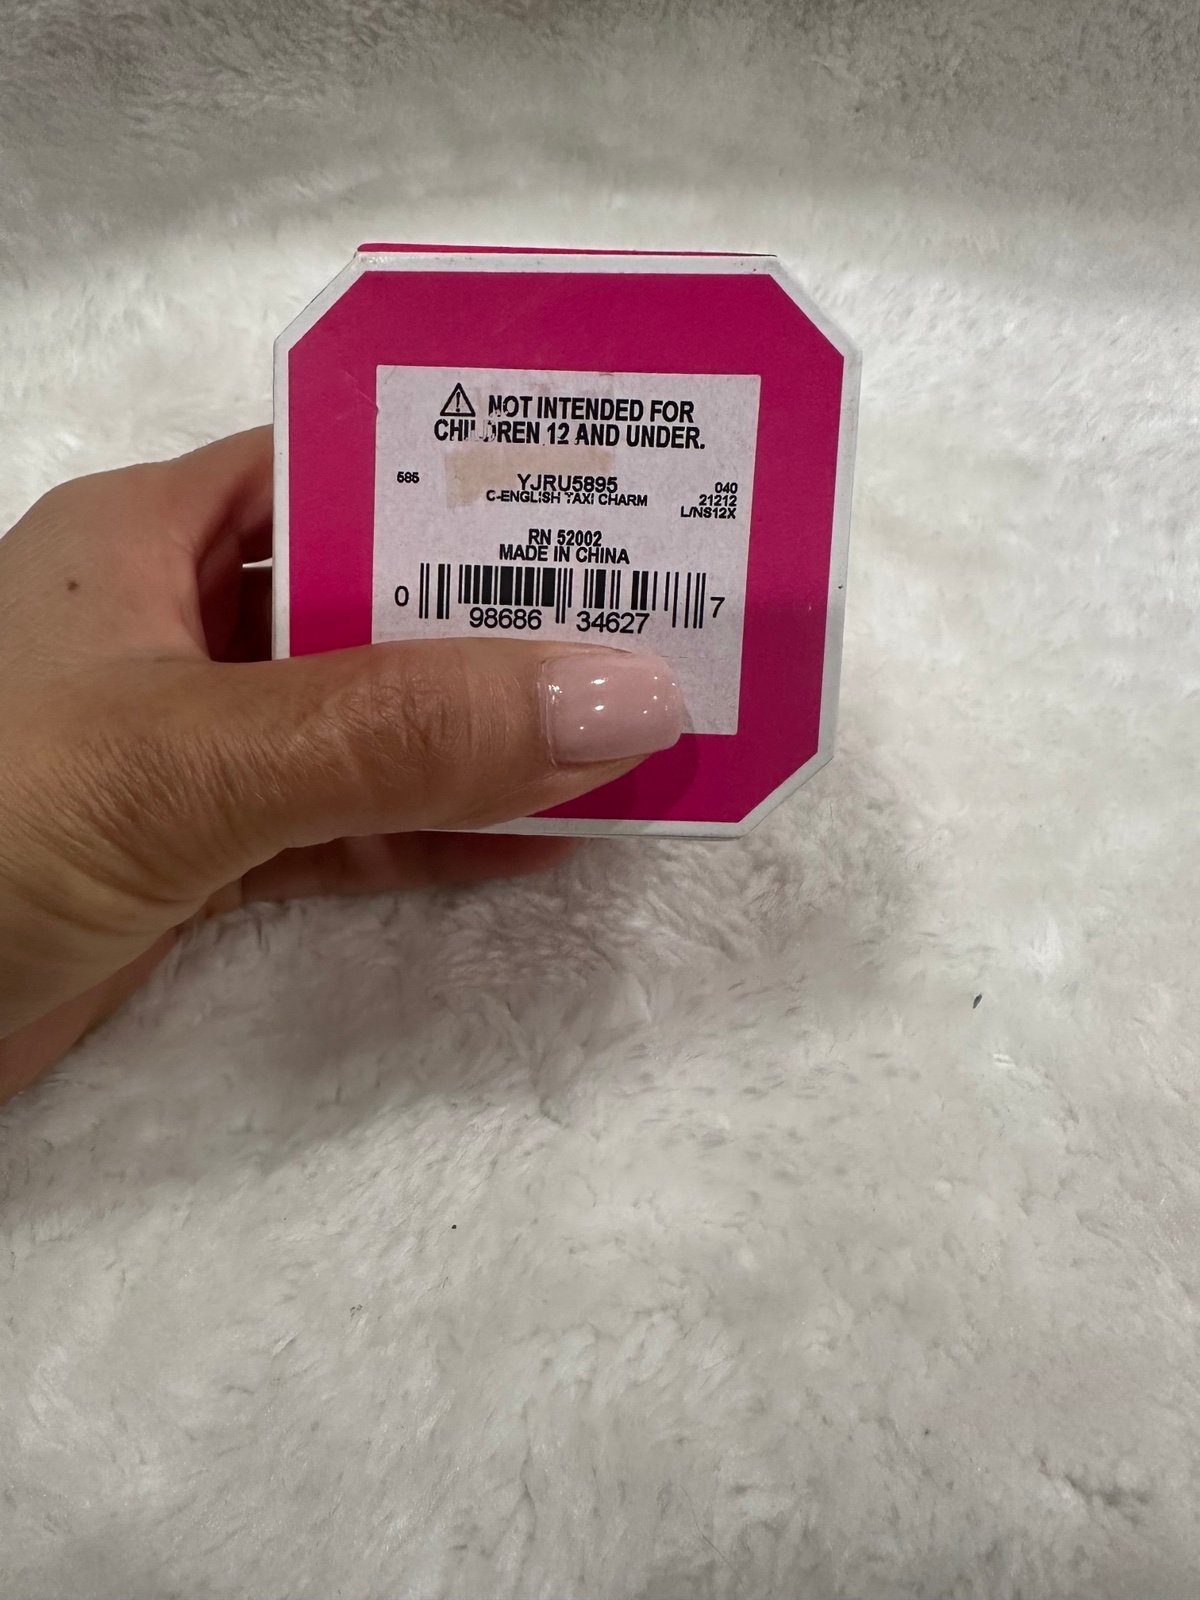 ⚠ NOT INTENDED FOR
CHILDREN 12 AND UNDER.
585
YJRU5895
C-ENGLISH TAXI CHARM
040
21212
L/NS12X
RN 52002
MADE IN CHINA
0 98686 34627 7